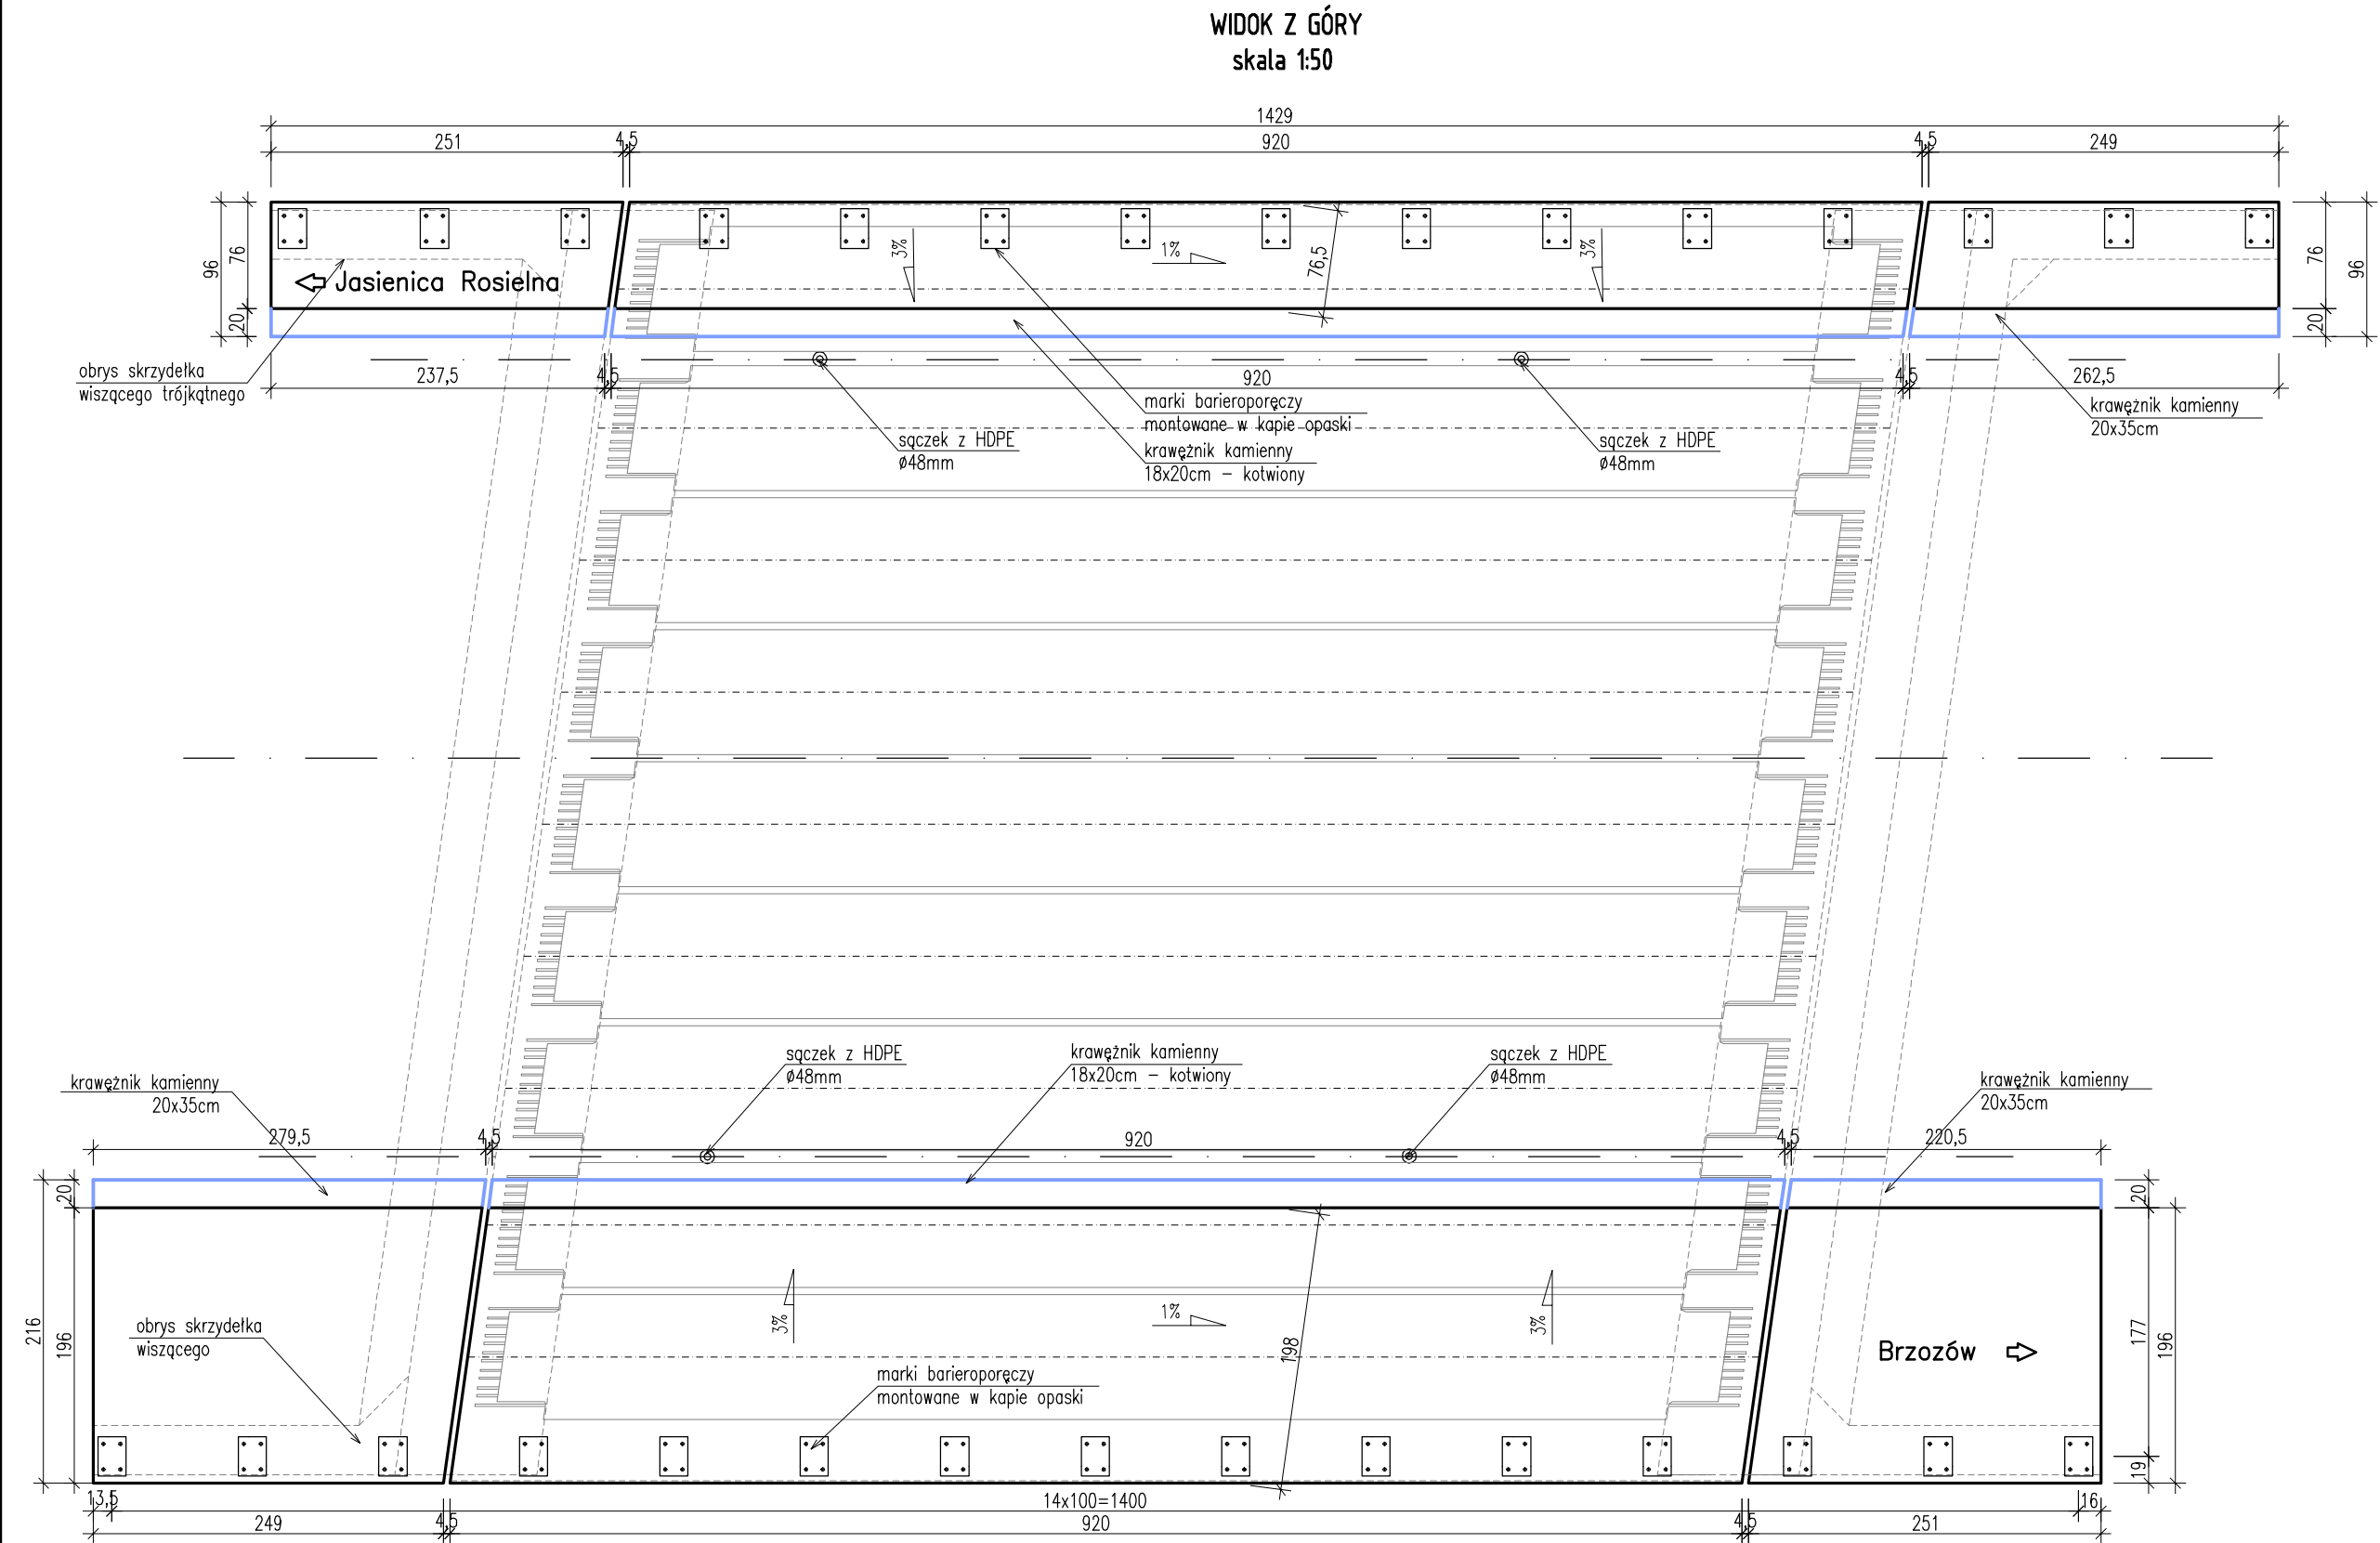 WIDOK Z GÓRY
skala 1:50
1429
251
4,5
920
4,5
249
96
76
20
76
96
20
3%
1%
76,5
3%
Jasienica Rosielna
obrys skrzydełka
wiszącego trójkątnego
237,5
4,5
920
4,5
262,5
marki barieroporęczy
montowane w kapie opaski
krawężnik kamienny
18x20cm – kotwiony
sączek z HDPE
ø48mm
sączek z HDPE
ø48mm
krawężnik kamienny
20x35cm
krawężnik kamienny
20x35cm
sączek z HDPE
ø48mm
krawężnik kamienny
18x20cm – kotwiony
sączek z HDPE
ø48mm
krawężnik kamienny
20x35cm
279,5
4,5
920
4,5
220,5
20
216
196
20
177
196
19
obrys skrzydełka
wiszącego
3%
1%
198
3%
Brzozów
marki barieroporęczy
montowane w kapie opaski
13,5
14x100=1400
16
249
4,5
920
4,5
251